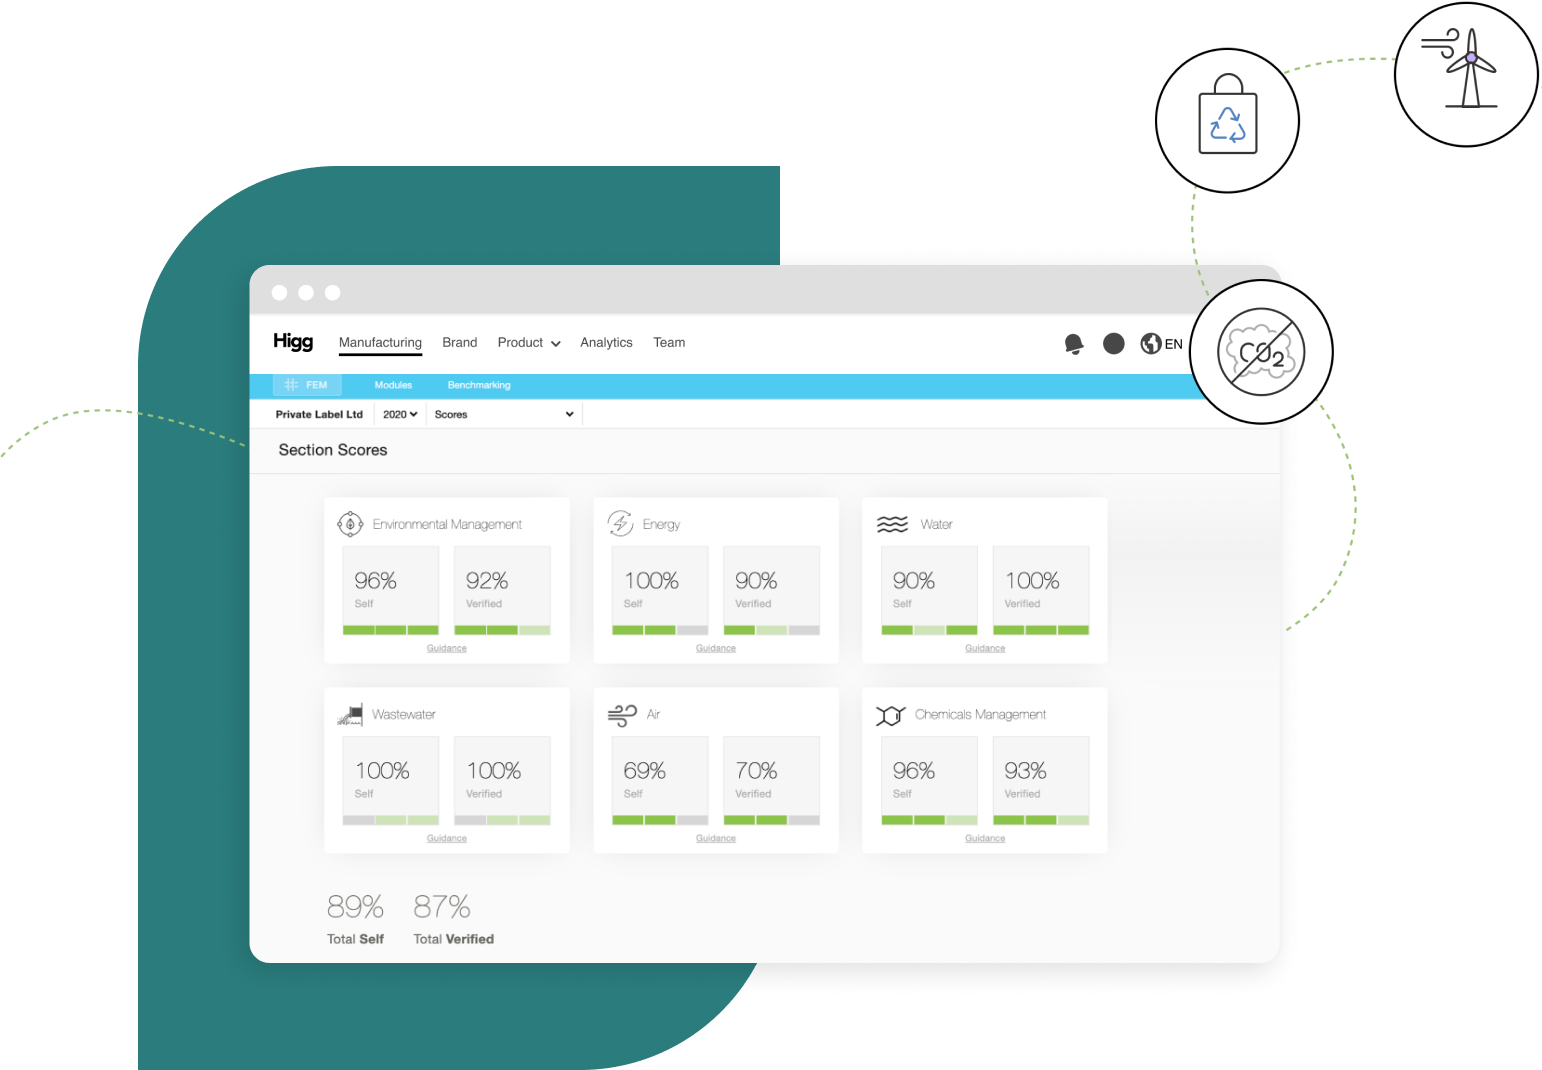 Higg Manufacturing Brand Product Analytics Team EN
CO2
FEM Modules Benchmarking
Private Label Ltd 2020 Scores
Section Scores
Environmental Management
96% 92%
Self Verified
Guidance
Energy
100% 90%
Self Verified
Guidance
Water
90% 100%
Self Verified
Guidance
Wastewater
100% 100%
Self Verified
Guidance
Air
69% 70%
Self Verified
Guidance
Chemicals Management
96% 93%
Self Verified
Guidance
89% 87%
Total Self Total Verified